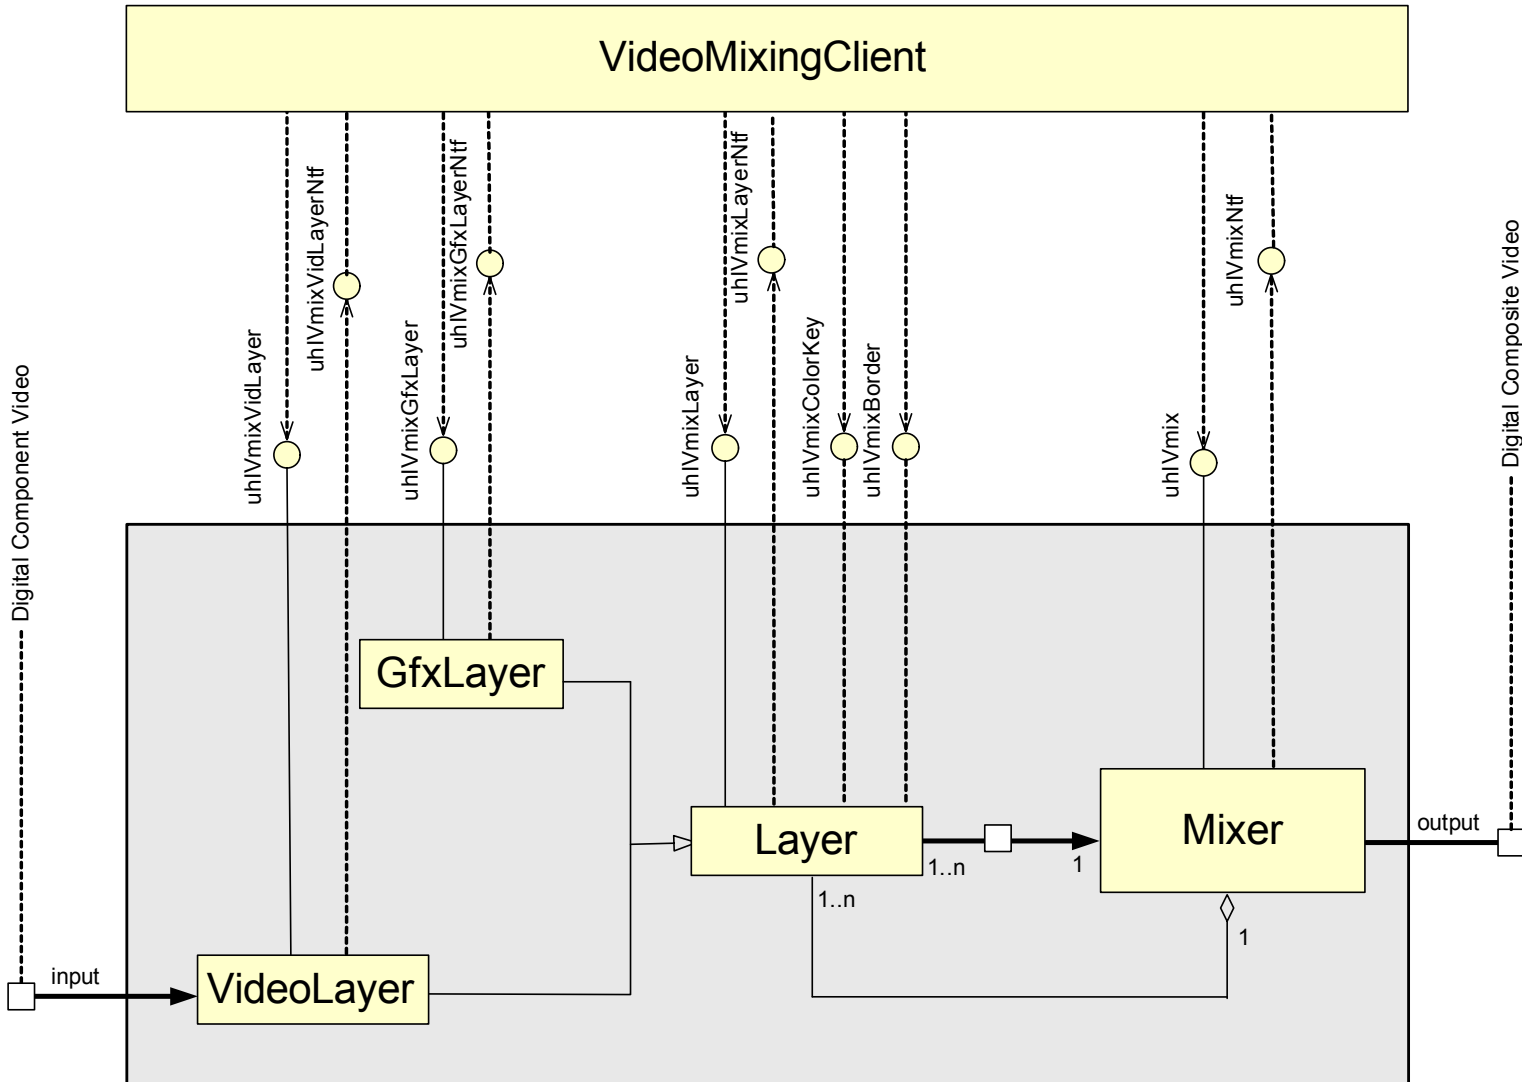 VideoMixingClient
uhIVmixVidLayer
uhIVmixVidLayerNtf
uhIVmixGfxLayer
uhIVmixGfxLayerNtf
uhIVmixLayer
uhIVmixLayerNtf
uhIVmixColorKey
uhIVmixBorder
uhIVmix
uhIVmixNtf
Digital Component Video
Digital Composite Video
GfxLayer
Layer
Mixer
VideoLayer
input
output
1..n
1
1..n
1